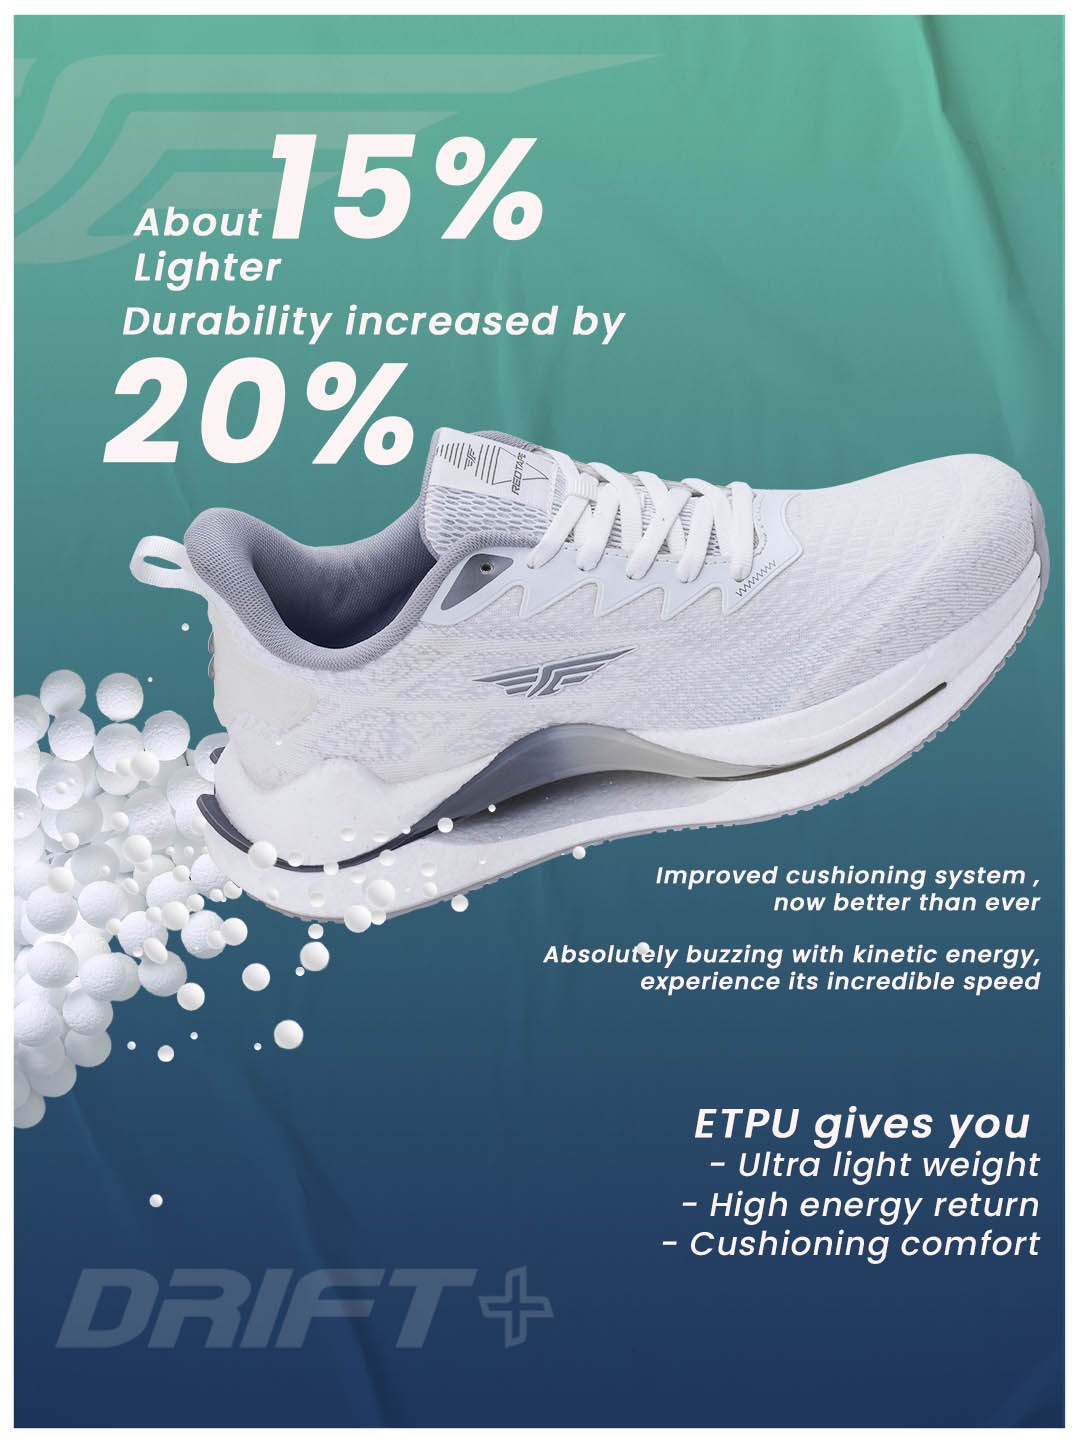 About 15%
Lighter
Durability increased by
20%
REDTAPE
Improved cushioning system ,
now better than ever
Absolutely buzzing with kinetic energy,
experience its incredible speed
ETPU gives you
- Ultra light weight
- High energy return
- Cushioning comfort
DRIFT+